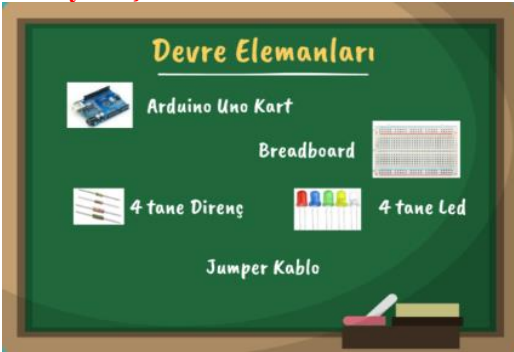 Devre Elemanları
Arduino Uno Kart
Breadboard
4 tane Direnç
4 tane Led
Jumper Kablo